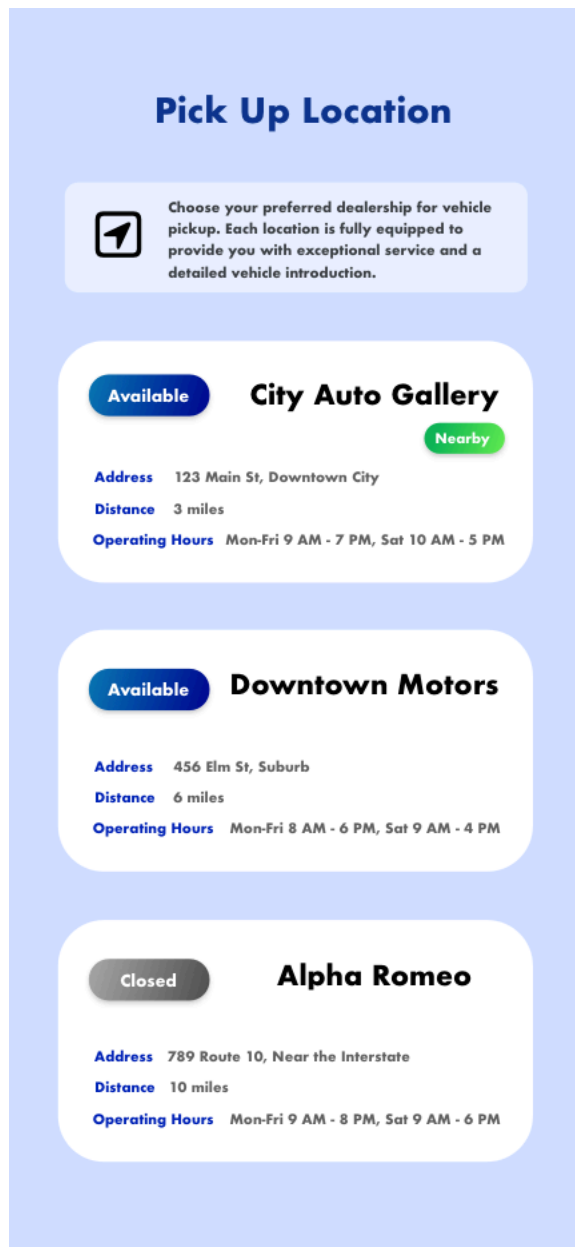 Pick Up Location
Choose your preferred dealership for vehicle
pickup. Each location is fully equipped to
provide you with exceptional service and a
detailed vehicle introduction.
Available
City Auto Gallery
Nearby
Address 123 Main St, Downtown City
Distance 3 miles
Operating Hours Mon-Fri 9 AM - 7 PM, Sat 10 AM - 5 PM
Available
Downtown Motors
Address 456 Elm St, Suburb
Distance 6 miles
Operating Hours Mon-Fri 8 AM - 6 PM, Sat 9 AM - 4 PM
Closed
Alpha Romeo
Address 789 Route 10, Near the Interstate
Distance 10 miles
Operating Hours Mon-Fri 9 AM - 8 PM, Sat 9 AM - 6 PM